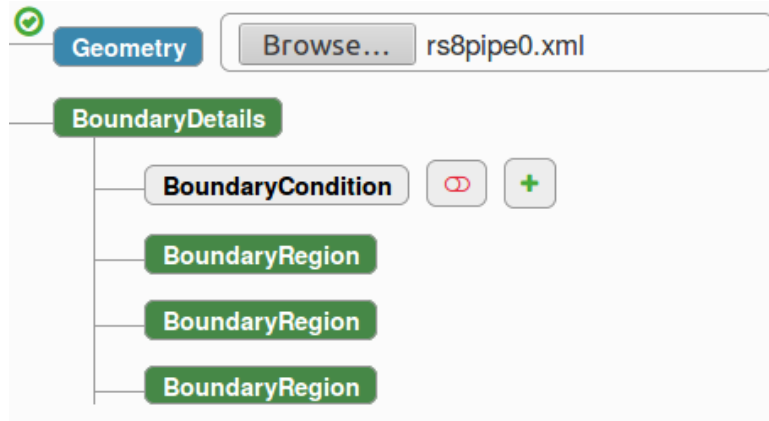 Geometry Browse... rs8pipe0.xml
BoundaryDetails
BoundaryCondition
BoundaryRegion
BoundaryRegion
BoundaryRegion